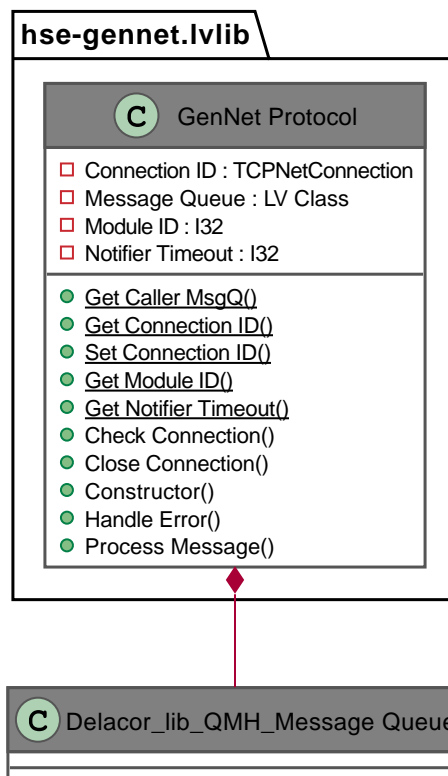 hse-gennet.lvlib
C GenNet Protocol
Connection ID : TCPNetConnection
Message Queue : LV Class
Module ID : I32
Notifier Timeout : I32
Get Caller MsgQ()
Get Connection ID()
Set Connection ID()
Get Module ID()
Get Notifier Timeout()
Check Connection()
Close Connection()
Constructor()
Handle Error()
Process Message()
C Delacor_lib_QMH_Message Queue